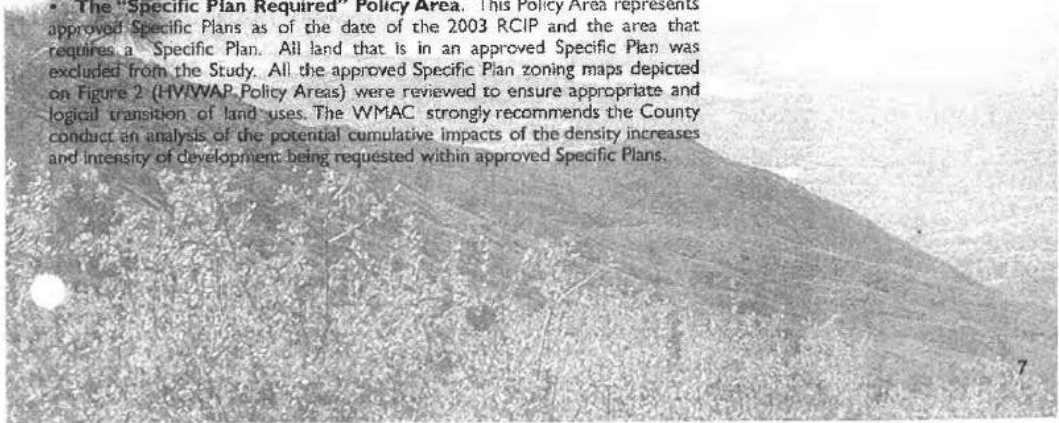 • The "Specific Plan Required" Policy Area. This Policy Area represents
approved Specific Plans as of the date of the 2003 RCIP and the area that
requires a Specific Plan. All land that is in an approved Specific Plan was
excluded from the Study. All the approved Specific Plan zoning maps depicted
on Figure 2 (HV/WAP Policy Areas) were reviewed to ensure appropriate and
logical transition of land uses. The WMAC strongly recommends the County
conduct an analysis of the potential cumulative impacts of the density increases
and intensity of development being requested within approved Specific Plans.
7